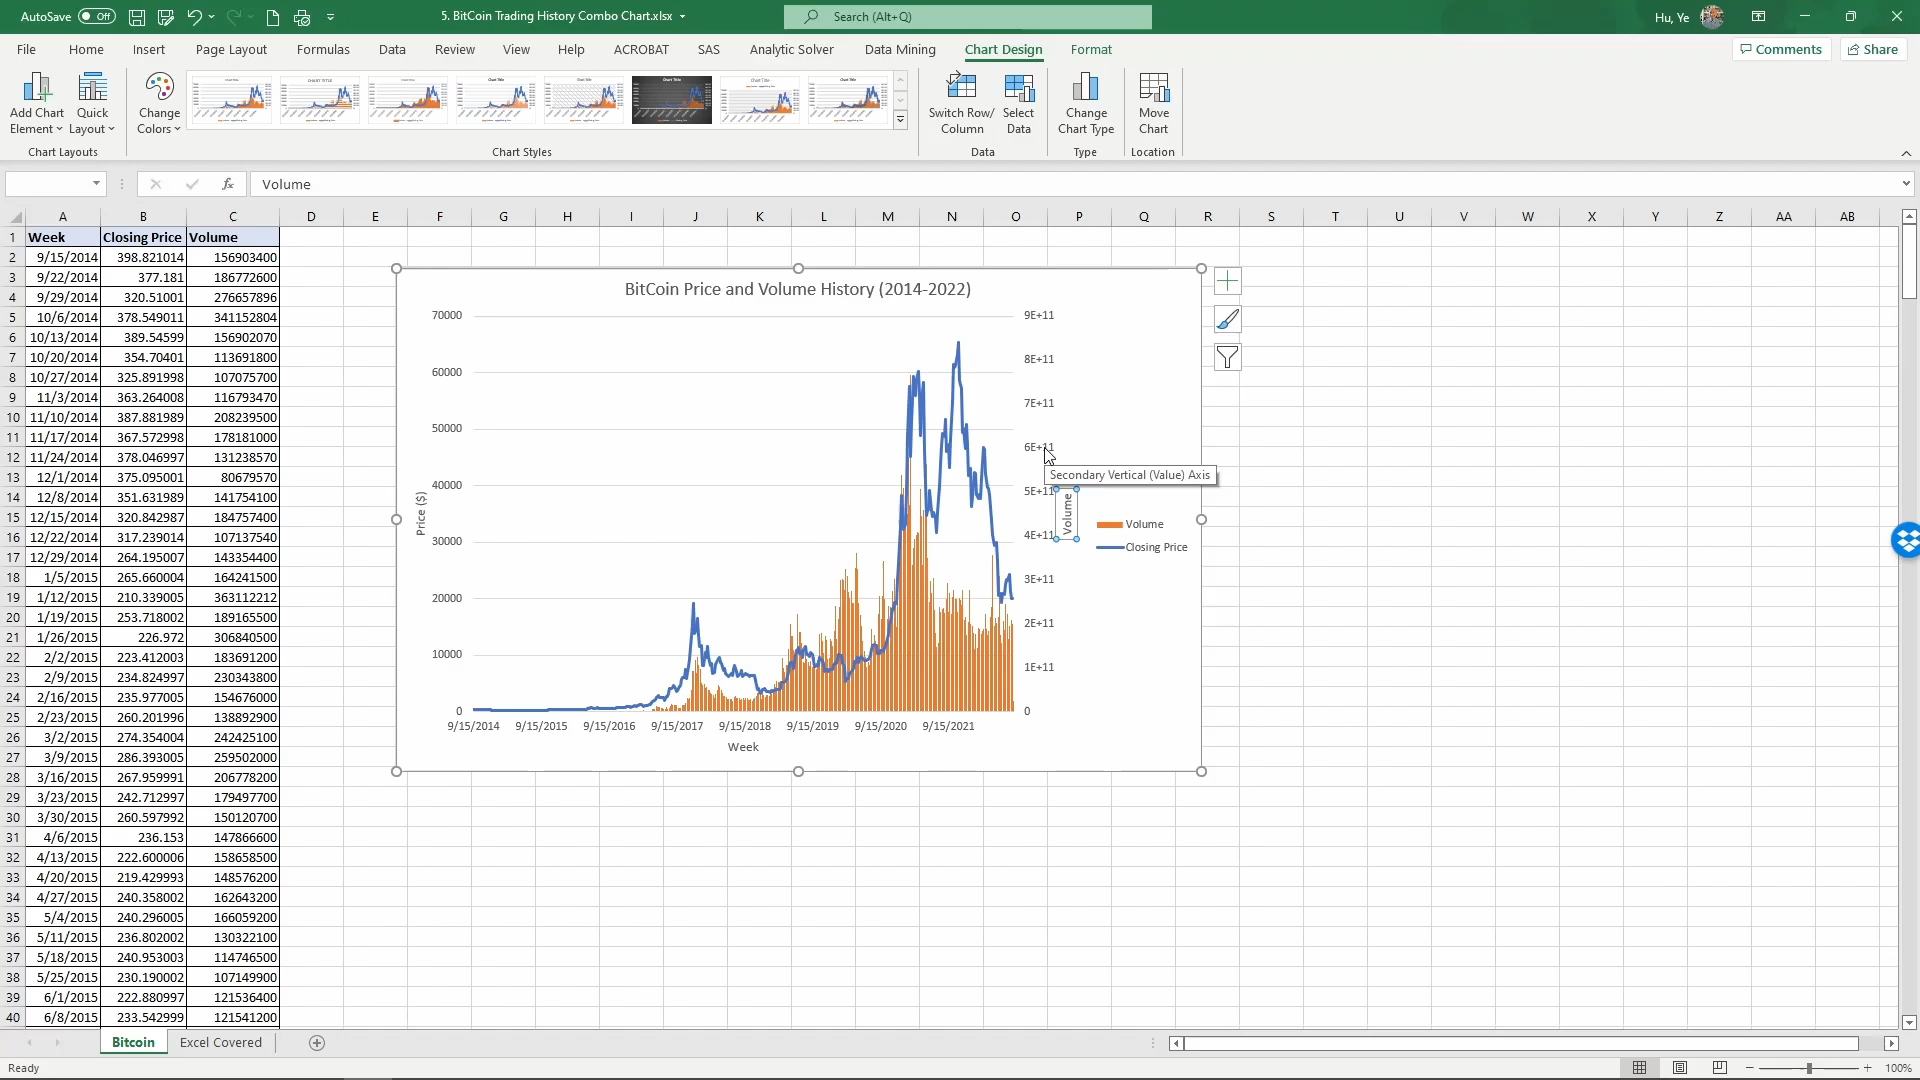 AutoSave Off 5. BitCoin Trading History Combo Chart.xlsx Search (Alt+Q) Hu, Ye
File Home Insert Page Layout Formulas Data Review View Help ACROBAT SAS Analytic Solver Data Mining Chart Design Format Comments Share
Add Chart Element
Quick Layout
Change Colors
Switch Row/ Column
Select Data
Change Chart Type
Move Chart
Chart Layouts Chart Styles Data Type Location
fx Volume
A B C D E F G H I J K L M N O P Q R S T U V W X Y Z AA AB
1 Week Closing Price Volume
2 9/15/2014 398.821014 156903400
3 9/22/2014 377.181 186772600
4 9/29/2014 320.51001 276657896
5 10/6/2014 378.549011 341152804
6 10/13/2014 389.54599 156902070
7 10/20/2014 354.70401 113691800
8 10/27/2014 325.891998 107075700
9 11/3/2014 363.264008 116793470
10 11/10/2014 387.881989 208239500
11 11/17/2014 367.572998 178181000
12 11/24/2014 378.046997 131238570
13 12/1/2014 375.095001 80679570
14 12/8/2014 351.631989 141754100
15 12/15/2014 320.842987 184757400
16 12/22/2014 317.239014 107137540
17 12/29/2014 264.195007 143354400
18 1/5/2015 265.660004 164241500
19 1/12/2015 210.339005 363112212
20 1/19/2015 253.718002 189165500
21 1/26/2015 226.972 306840500
22 2/2/2015 223.412003 183691200
23 2/9/2015 234.824997 230343800
24 2/16/2015 235.977005 154676000
25 2/23/2015 260.201996 138892900
26 3/2/2015 274.354004 242425100
27 3/9/2015 286.393005 259502000
28 3/16/2015 267.959991 206778200
29 3/23/2015 242.712997 179497700
30 3/30/2015 260.597992 150120700
31 4/6/2015 236.153 147866600
32 4/13/2015 222.600006 158658500
33 4/20/2015 219.429993 148576200
34 4/27/2015 240.358002 162643200
35 5/4/2015 240.296005 166059200
36 5/11/2015 236.802002 130322100
37 5/18/2015 240.953003 114746500
38 5/25/2015 230.190002 107149900
39 6/1/2015 222.880997 121536400
40 6/8/2015 233.542999 121541200
BitCoin Price and Volume History (2014-2022)
70000
60000
50000
40000
30000
20000
10000
0
Price ($)
9E+11
8E+11
7E+11
6E+11
5E+11
4E+11
3E+11
2E+11
1E+11
0
Secondary Vertical (Value) Axis
Volume
Volume
Closing Price
9/15/2014 9/15/2015 9/15/2016 9/15/2017 9/15/2018 9/15/2019 9/15/2020 9/15/2021
Week
Bitcoin Excel Covered
Ready 100%